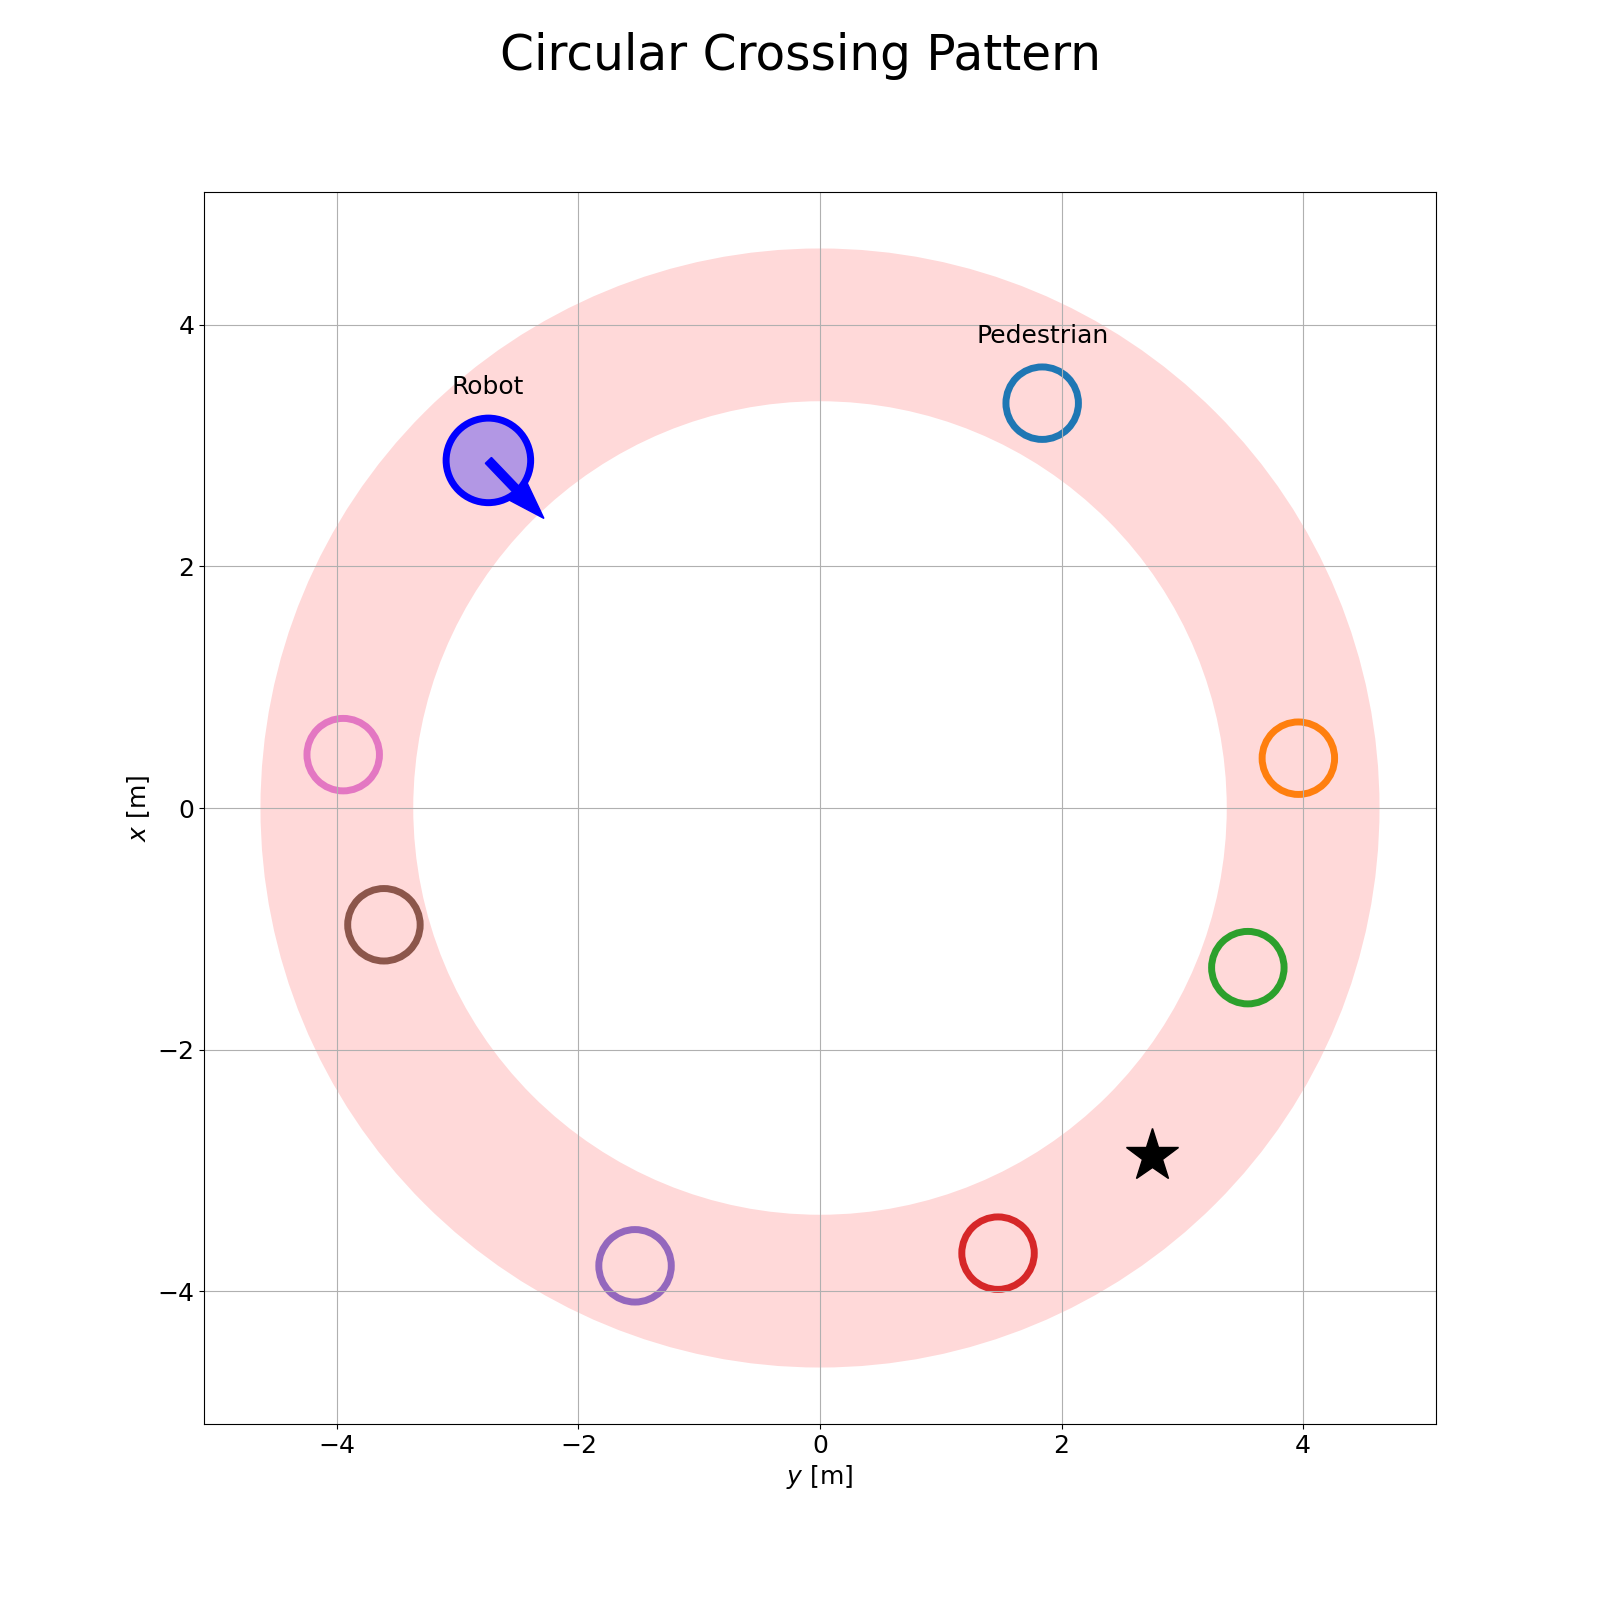 Circular Crossing Pattern
Pedestrian
Robot
4
2
0
−2
−4
x [m]
−4 −2 0 2 4
y [m]